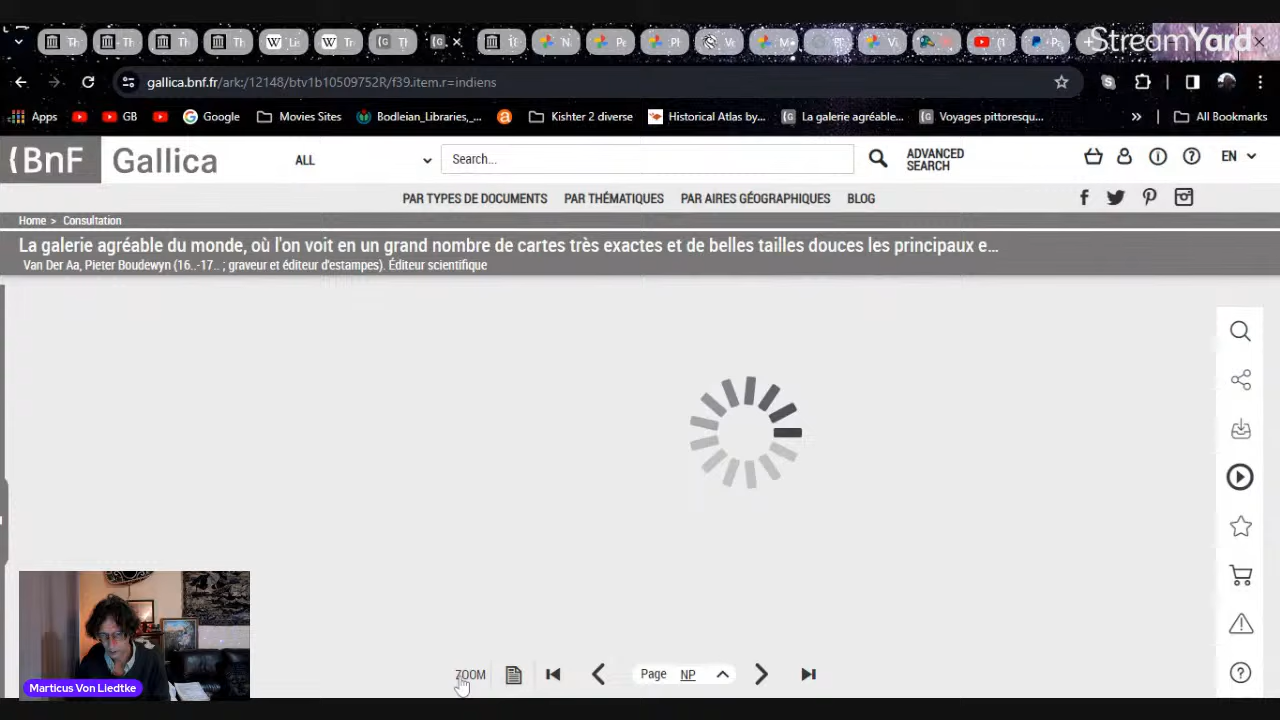 StreamYard
gallica.bnf.fr/ark:/12148/btv1b10509752R/f39.item.r=indiens
Apps GB Google Movies Sites Bodleian_Libraries,_... Kishter 2 diverse Historical Atlas by... La galerie agréable... Voyages pittoresqu... » All Bookmarks
BnF Gallica ALL Search... ADVANCED SEARCH EN
PAR TYPES DE DOCUMENTS PAR THÉMATIQUES PAR AIRES GÉOGRAPHIQUES BLOG
Home > Consultation
La galerie agréable du monde, où l'on voit en un grand nombre de cartes très exactes et de belles tailles douces les principaux e...
Van Der Aa, Pieter Boudewyn (16..-17.. ; graveur et éditeur d'estampes). Éditeur scientifique
ZOOM Page NP
Marticus Von Liedtke